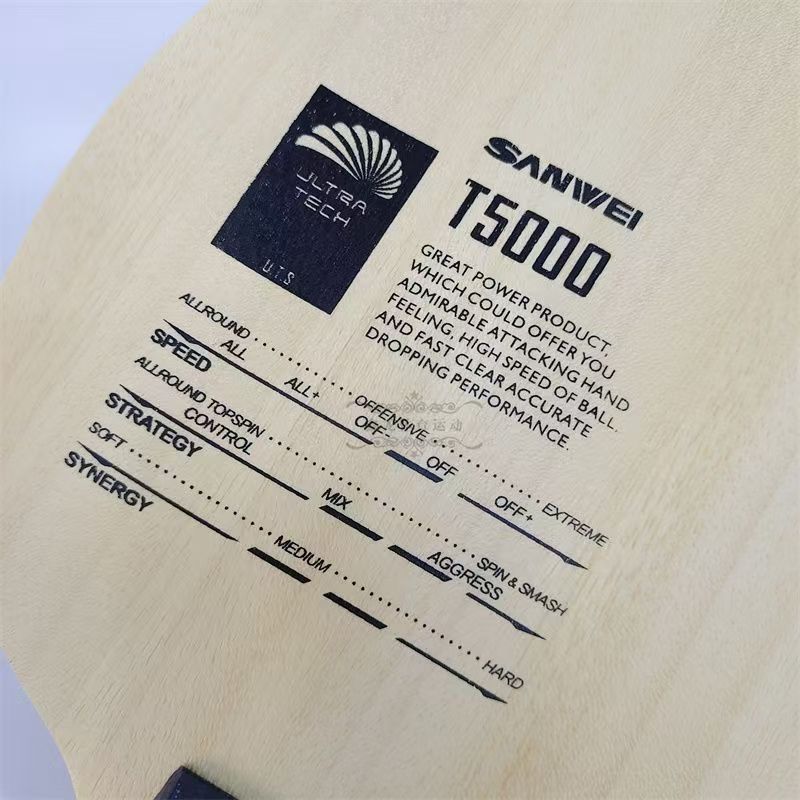 ULTRA
TECH
U.T.S
SANWEI
T5000
GREAT POWER PRODUCT,
WHICH COULD OFFER YOU
ADMIRABLE ATTACKING HAND
FEELING, HIGH SPEED OF BALL.
AND FAST CLEAR ACCURATE
DROPPING PERFORMANCE.
ALLROUND OFFENSIVE EXTREME
SPEED ALL ALL+ OFF- OFF OFF+
ALLROUND TOPSPIN SPIN & SMASH
STRATEGY CONTROL MIX AGGRESS
SOFT MEDIUM HARD
SYNERGY
运动